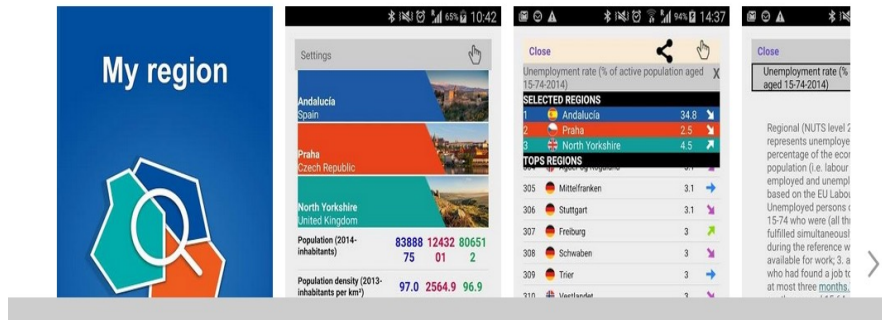 My region
65% 10:42
Settings
Andalucía
Spain
Praha
Czech Republic
North Yorkshire
United Kingdom
Population (2014-
inhabitants)
83888 12432 80651
75 01 2
Population density (2013-
inhabitants per km²)
97.0 2564.9 96.9
94% 14:37
Close
Unemployment rate (% of active population aged X
15-74-2014)
SELECTED REGIONS
1 Andalucía 34.8
2 Praha 2.5
3 North Yorkshire 4.5
TOPS REGIONS
305 Mittelfranken 3.1
306 Stuttgart 3.1
307 Freiburg 3
308 Schwaben 3
309 Trier 3
310 Vestlandet 3
Close
Unemployment rate (%
aged 15-74-2014)
Regional (NUTS level 2
represents unemploye
percentage of the econ
population (i.e. labour
employed and unempl
based on the EU Labou
Unemployed persons c
15-74 who were (all thr
fulfilled simultaneousl
during the reference w
available for work; 3. a
who had found a job to
at most three months.